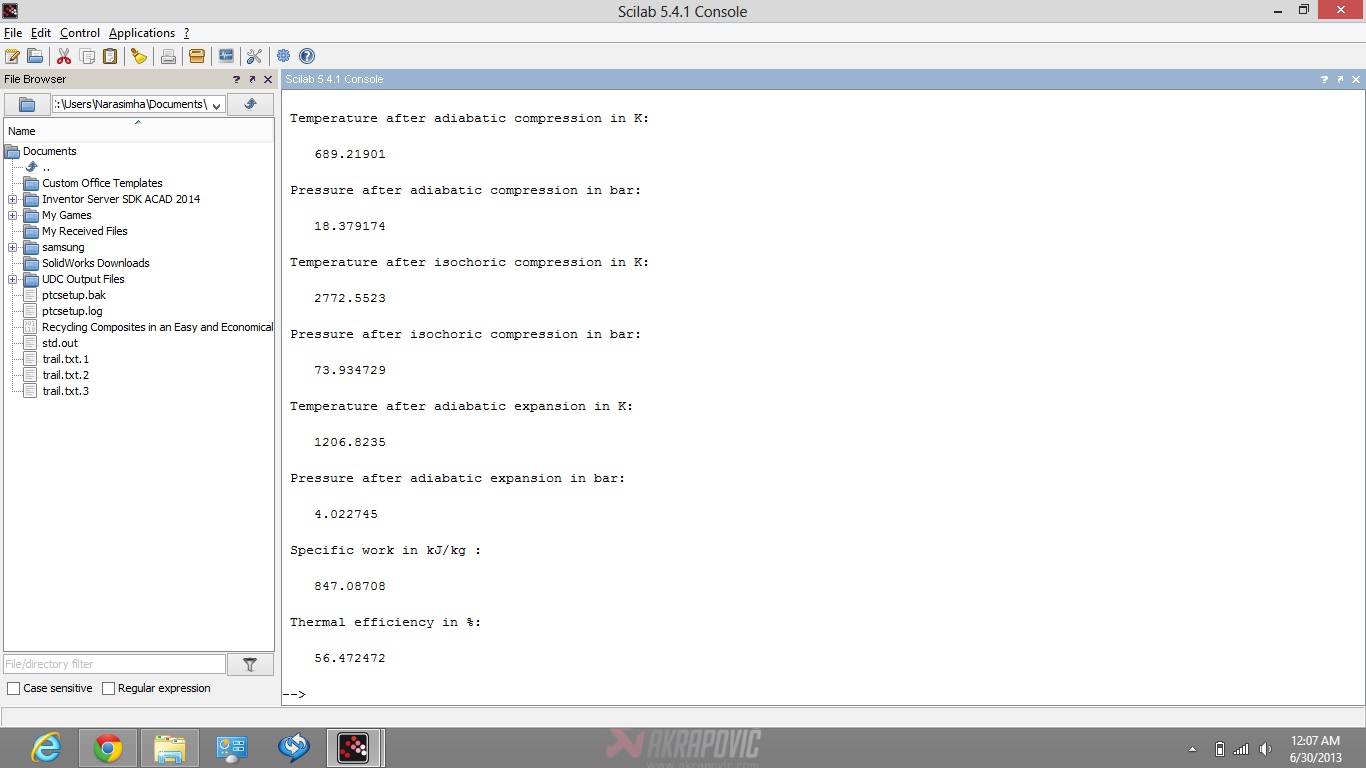 Scilab 5.4.1 Console
File Edit Control Applications ?
File Browser
Scilab 5.4.1 Console
:\Users\Narasimha\Documents\
Name
Documents
..
Custom Office Templates
Inventor Server SDK ACAD 2014
My Games
My Received Files
samsung
SolidWorks Downloads
UDC Output Files
ptcsetup.bak
ptcsetup.log
Recycling Composites in an Easy and Economical
std.out
trail.txt.1
trail.txt.2
trail.txt.3
File/directory filter
Case sensitive Regular expression
Temperature after adiabatic compression in K:
689.21901
Pressure after adiabatic compression in bar:
18.379174
Temperature after isochoric compression in K:
2772.5523
Pressure after isochoric compression in bar:
73.934729
Temperature after adiabatic expansion in K:
1206.8235
Pressure after adiabatic expansion in bar:
4.022745
Specific work in kJ/kg :
847.08708
Thermal efficiency in %:
56.472472
-->
AKRAPOVIC
www.akrapovic.com
12:07 AM
6/30/2013